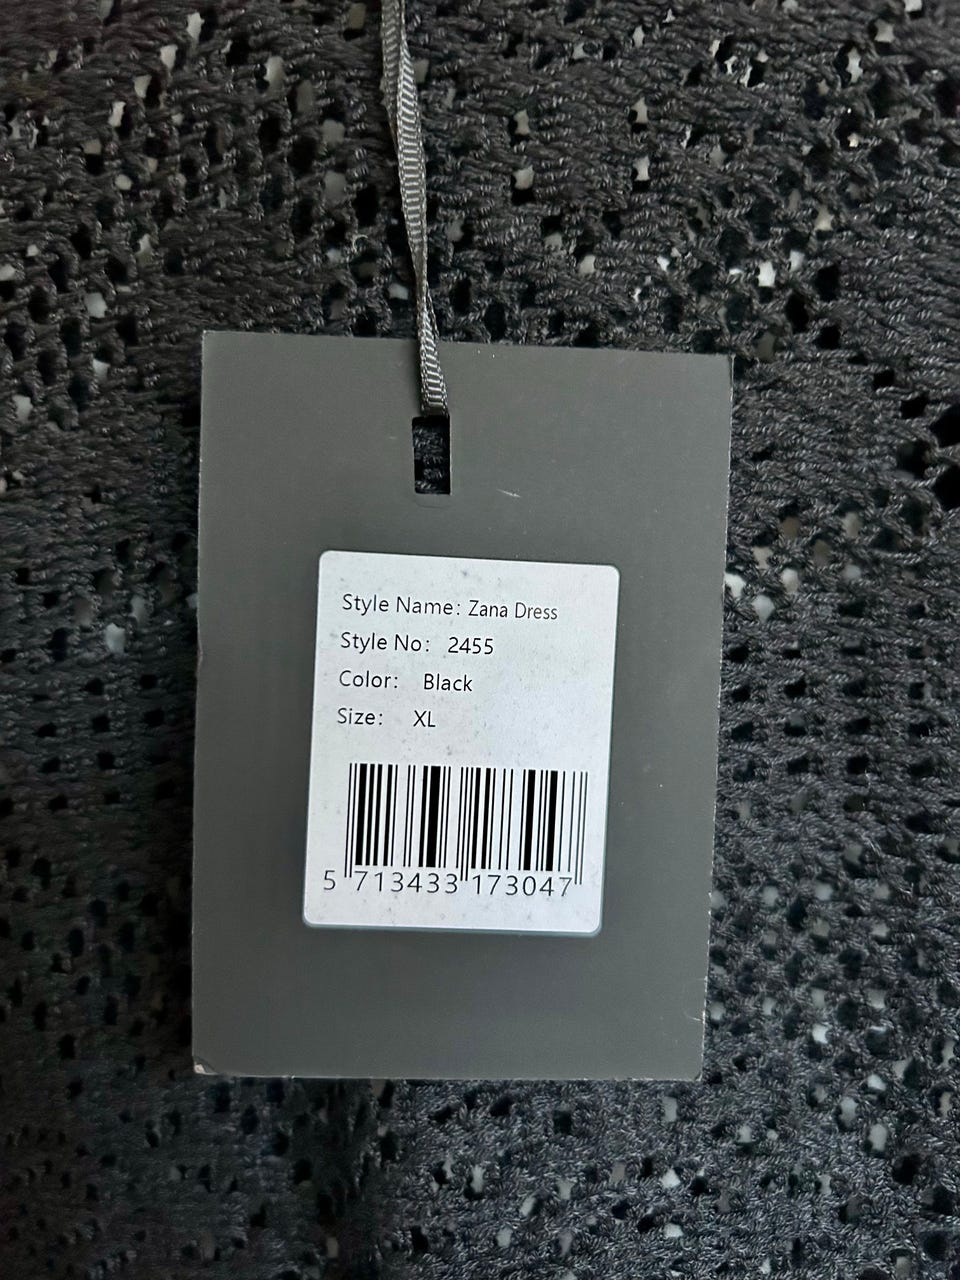 Style Name: Zana Dress
Style No: 2455
Color: Black
Size: XL
5 713433 173047